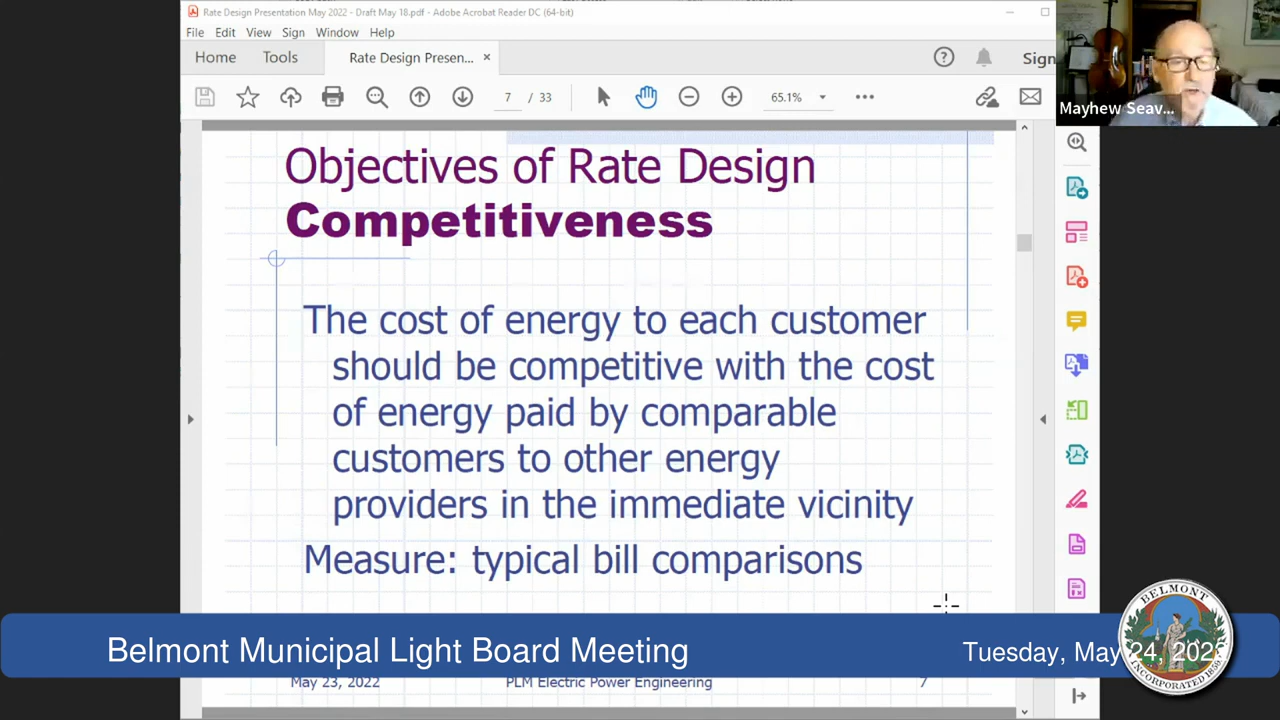 Rate Design Presentation May 2022 - Draft May 18.pdf - Adobe Acrobat Reader DC (64-bit)
File Edit View Sign Window Help
Home Tools Rate Design Presen... × Sign
7 / 33 65.1%
Mayhew Seav...
Objectives of Rate Design
Competitiveness
The cost of energy to each customer
should be competitive with the cost
of energy paid by comparable
customers to other energy
providers in the immediate vicinity
Measure: typical bill comparisons
Belmont Municipal Light Board Meeting
Tuesday, May 24, 202
BELMONT
INCORPORATED 1859
May 23, 2022 PLM Electric Power Engineering 7